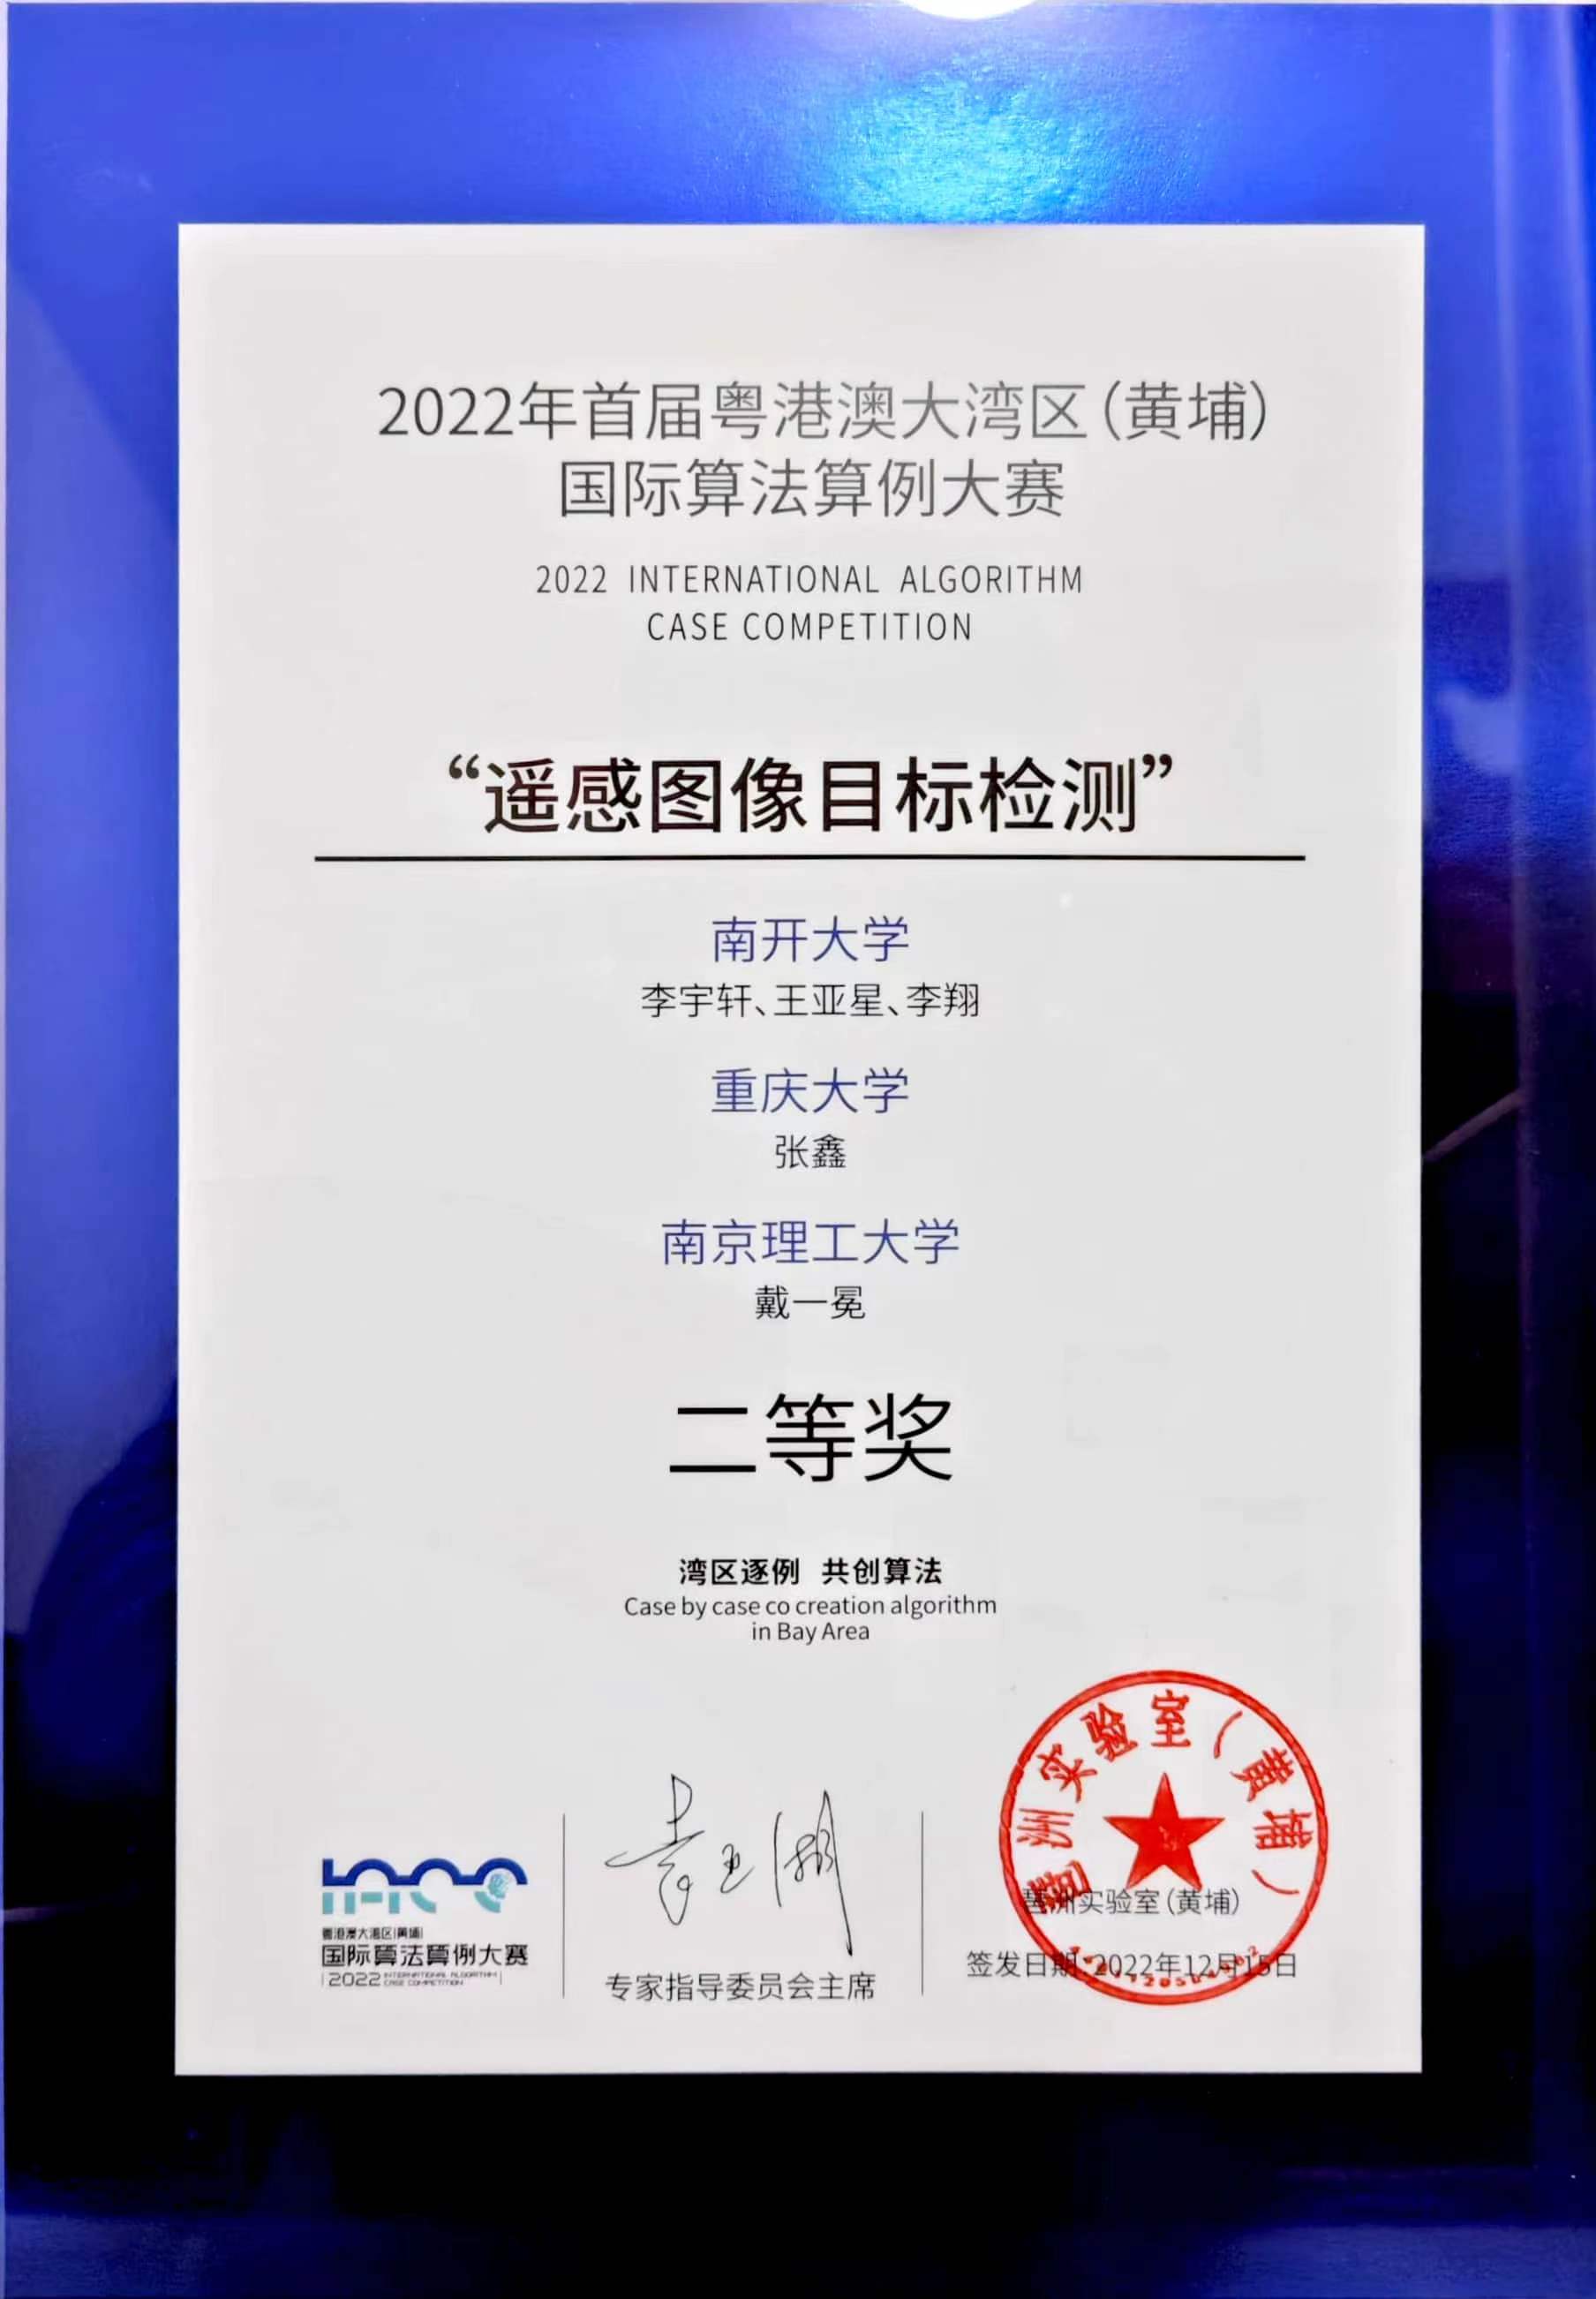 2022年首届粤港澳大湾区（黄埔）
国际算法算例大赛
2022 INTERNATIONAL ALGORITHM
CASE COMPETITION
“遥感图像目标检测”
南开大学
李宇轩、王亚星、李翔
重庆大学
张鑫
南京理工大学
戴一冕
二等奖
湾区逐例 共创算法
Case by case co creation algorithm
in Bay Area
粤港澳大湾区(黄埔)
国际算法算例大赛
2022 INTERNATIONAL ALGORITHM
CASE COMPETITION
专家指导委员会主席
琶洲实验室（黄埔）
琶洲实验室（黄埔）
签发日期：2022年12月15日